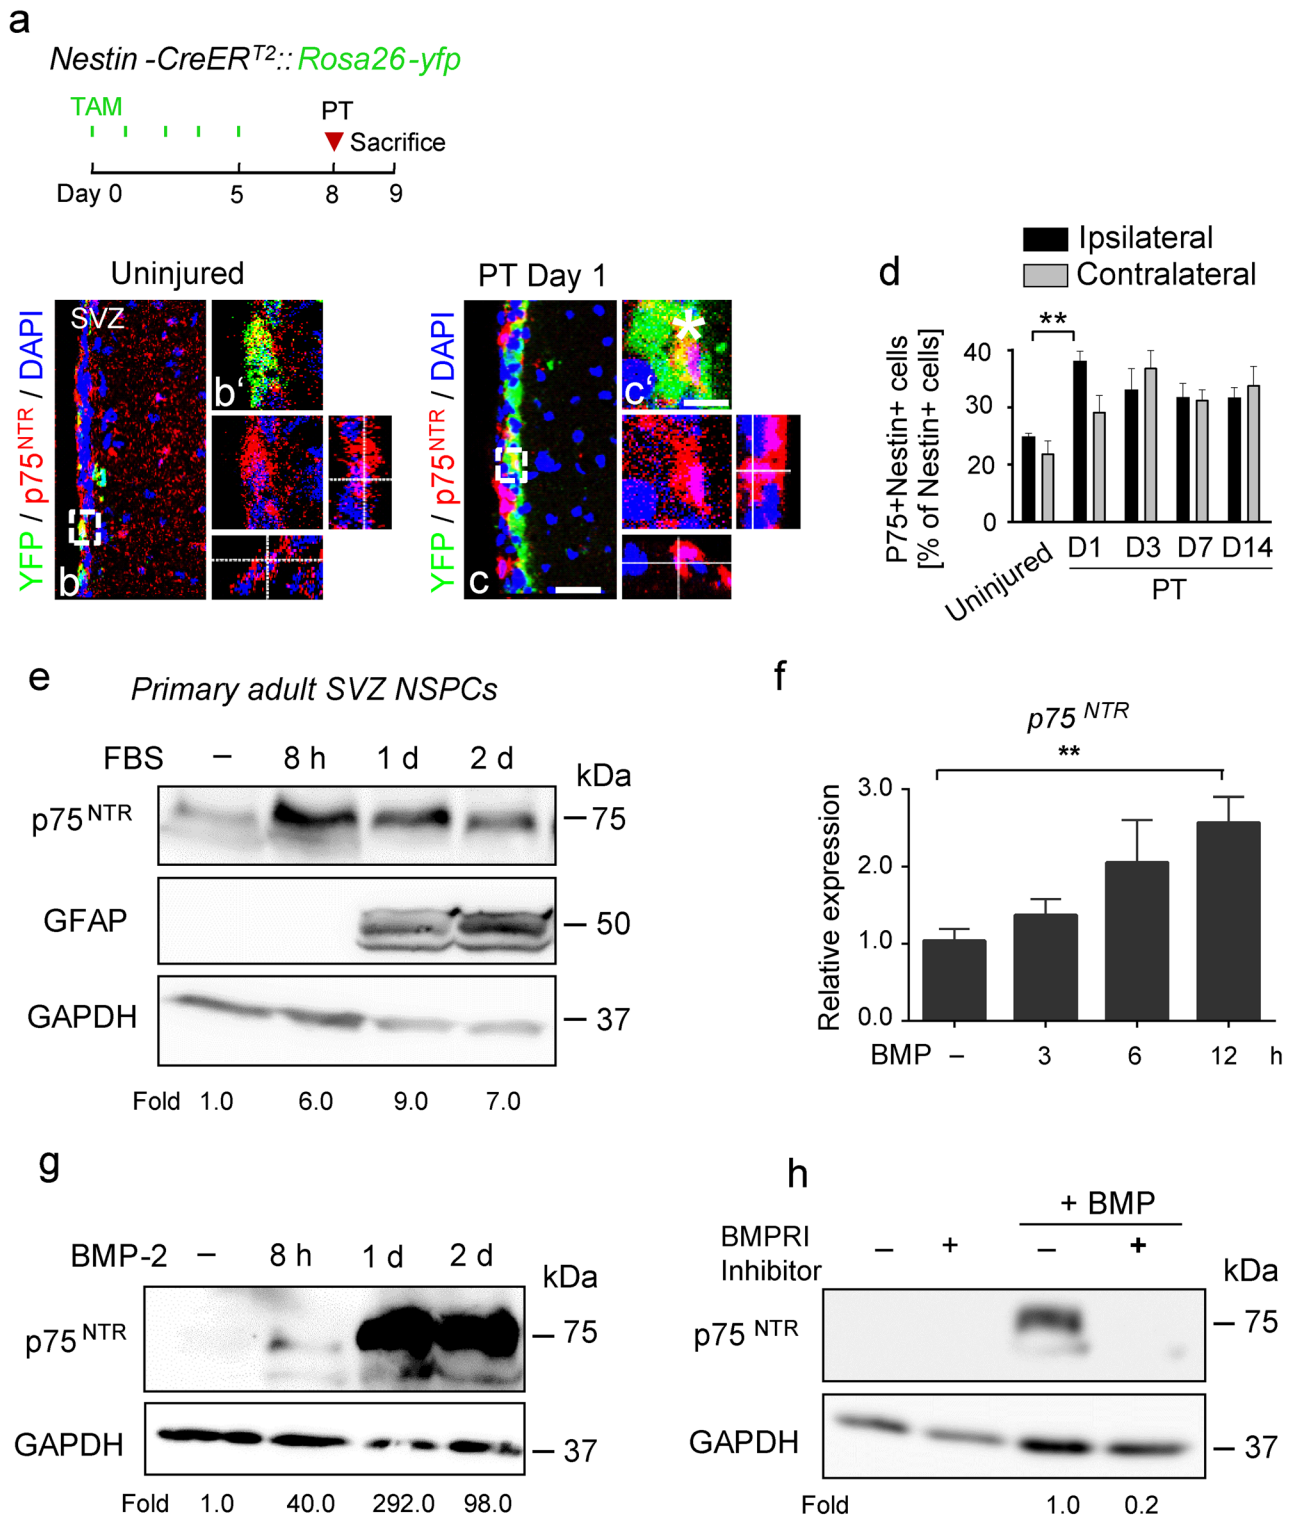 a
Nestin -CreER^T2:: Rosa26-yfp
TAM
PT
Sacrifice
Day 0 5 8 9
Uninjured
YFP / p75^NTR / DAPI
SVZ
b
b'
PT Day 1
YFP / p75^NTR / DAPI
c
c'
*
d
Ipsilateral
Contralateral
P75+Nestin+ cells
[% of Nestin+ cells]
**
40
30
20
0
Uninjured D1 D3 D7 D14
PT
e
Primary adult SVZ NSPCs
FBS – 8 h 1 d 2 d
kDa
p75^NTR – 75
GFAP – 50
GAPDH – 37
Fold 1.0 6.0 9.0 7.0
f
p75^NTR
**
Relative expression
3.0
2.0
1.0
0.0
BMP – 3 6 12 h
g
BMP-2 – 8 h 1 d 2 d
kDa
p75^NTR – 75
GAPDH – 37
Fold 1.0 40.0 292.0 98.0
h
+ BMP
BMPRI
Inhibitor – + – +
kDa
p75^NTR – 75
GAPDH – 37
Fold 1.0 0.2